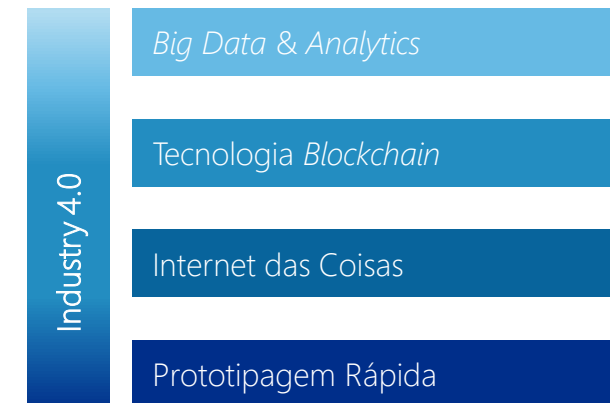 Industry 4.0
Big Data & Analytics
Tecnologia Blockchain
Internet das Coisas
Prototipagem Rápida